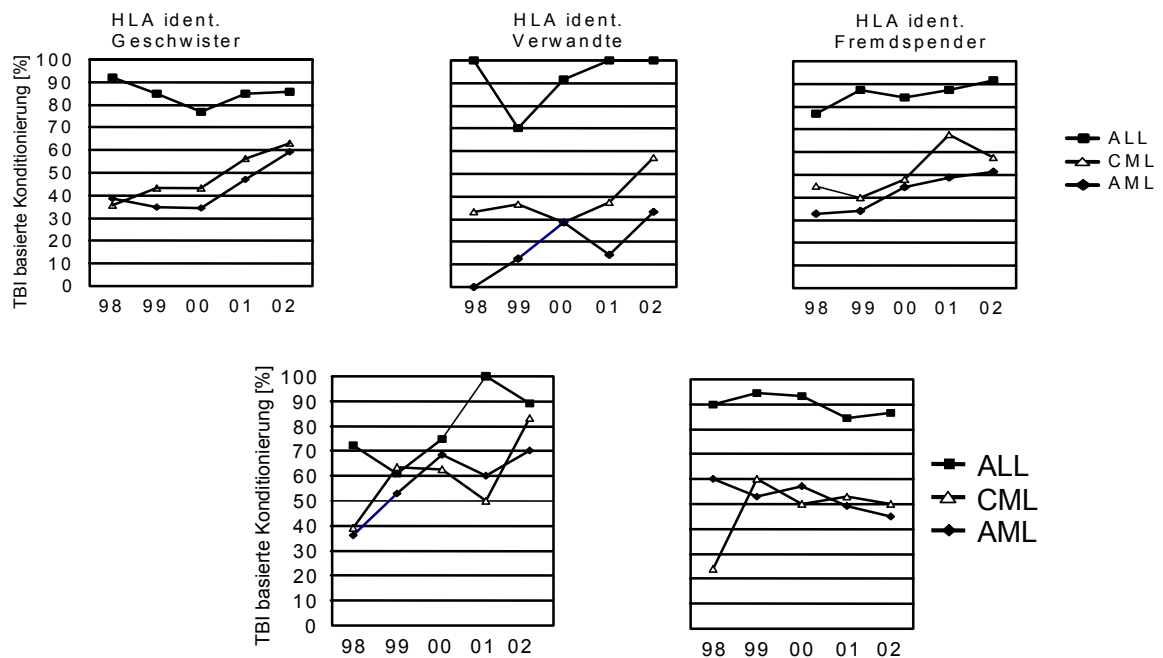 HLA ident.
Geschwister
HLA ident.
Verwandte
HLA ident.
Fremdspender
TBI basierte Konditionierung [%]
100
90
80
70
60
50
40
30
20
10
0
98 99 00 01 02
98 99 00 01 02
98 99 00 01 02
ALL
CML
AML
TBI basierte Konditionierung [%]
100
90
80
70
60
50
40
30
20
10
0
98 99 00 01 02
98 99 00 01 02
ALL
CML
AML